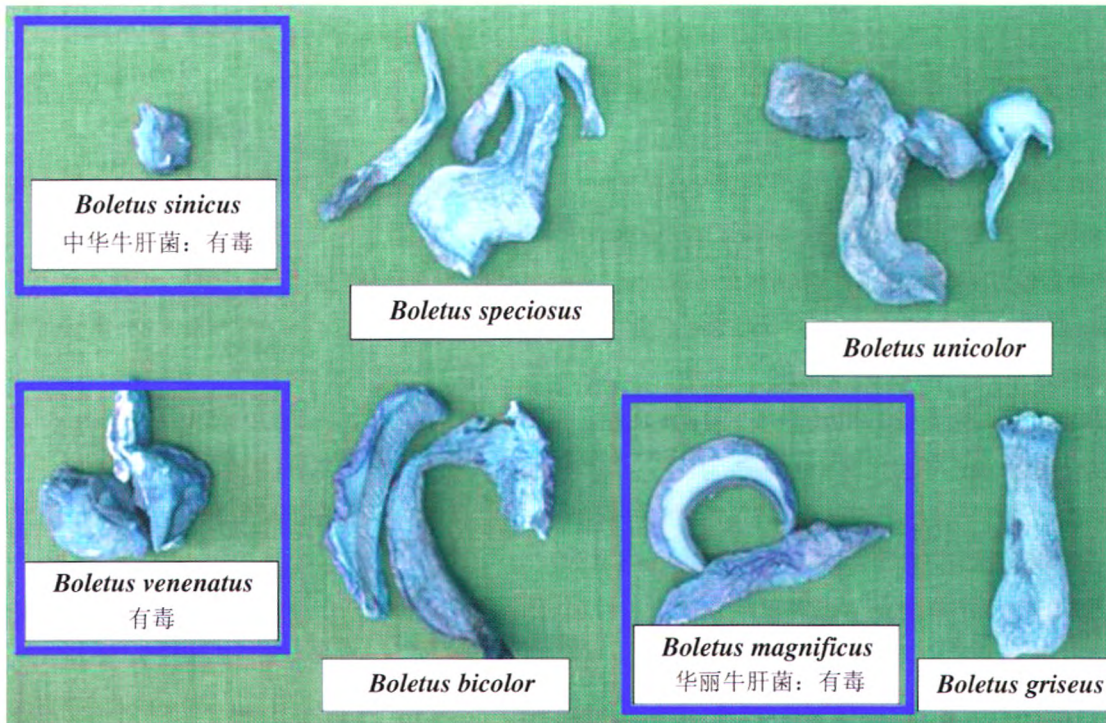 Boletus sinicus
中华牛肝菌：有毒
Boletus speciosus
Boletus unicolor
Boletus venenatus
有毒
Boletus bicolor
Boletus magnificus
华丽牛肝菌：有毒
Boletus griseus